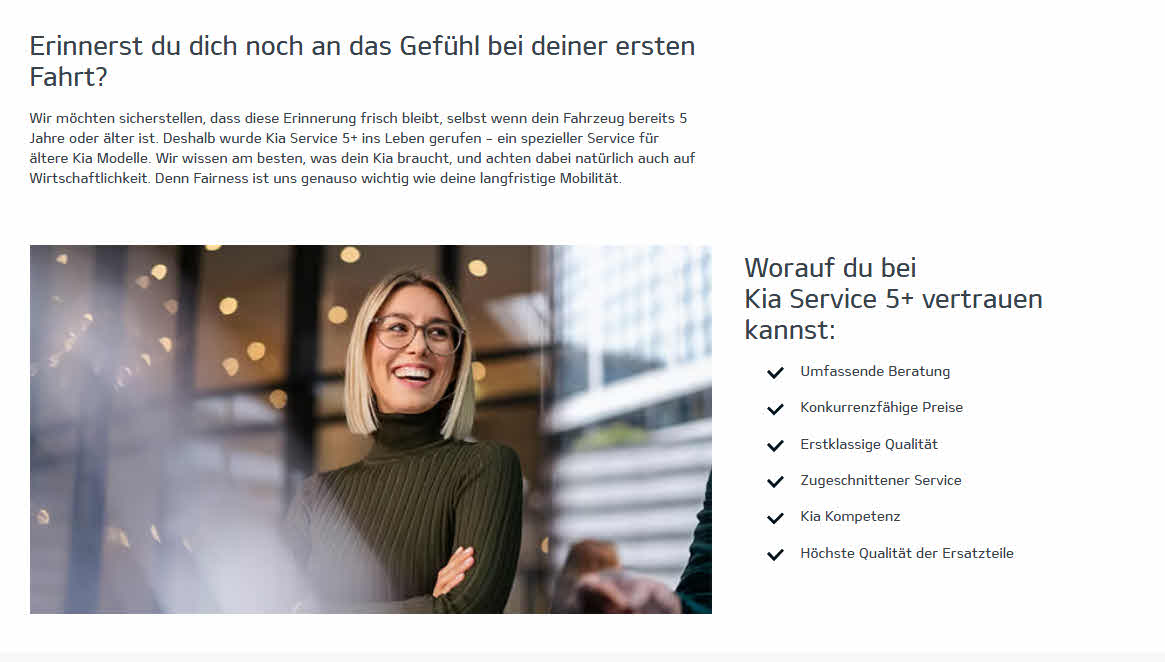 Erinnerst du dich noch an das Gefühl bei deiner ersten
Fahrt?
Wir möchten sicherstellen, dass diese Erinnerung frisch bleibt, selbst wenn dein Fahrzeug bereits 5
Jahre oder älter ist. Deshalb wurde Kia Service 5+ ins Leben gerufen – ein spezieller Service für
ältere Kia Modelle. Wir wissen am besten, was dein Kia braucht, und achten dabei natürlich auch auf
Wirtschaftlichkeit. Denn Fairness ist uns genauso wichtig wie deine langfristige Mobilität.
Worauf du bei
Kia Service 5+ vertrauen
kannst:
Umfassende Beratung
Konkurrenzfähige Preise
Erstklassige Qualität
Zugeschnittener Service
Kia Kompetenz
Höchste Qualität der Ersatzteile